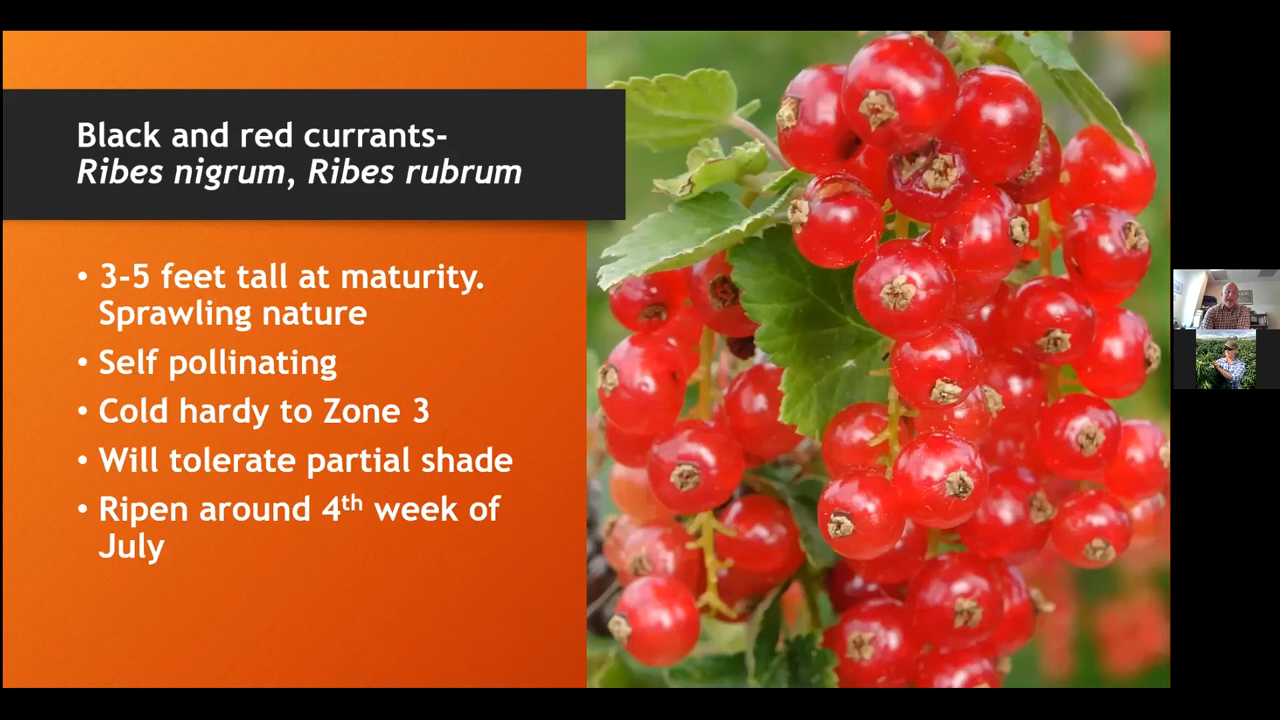 Black and red currants-
Ribes nigrum, Ribes rubrum
• 3-5 feet tall at maturity.
Sprawling nature
• Self pollinating
• Cold hardy to Zone 3
• Will tolerate partial shade
• Ripen around 4th week of
July